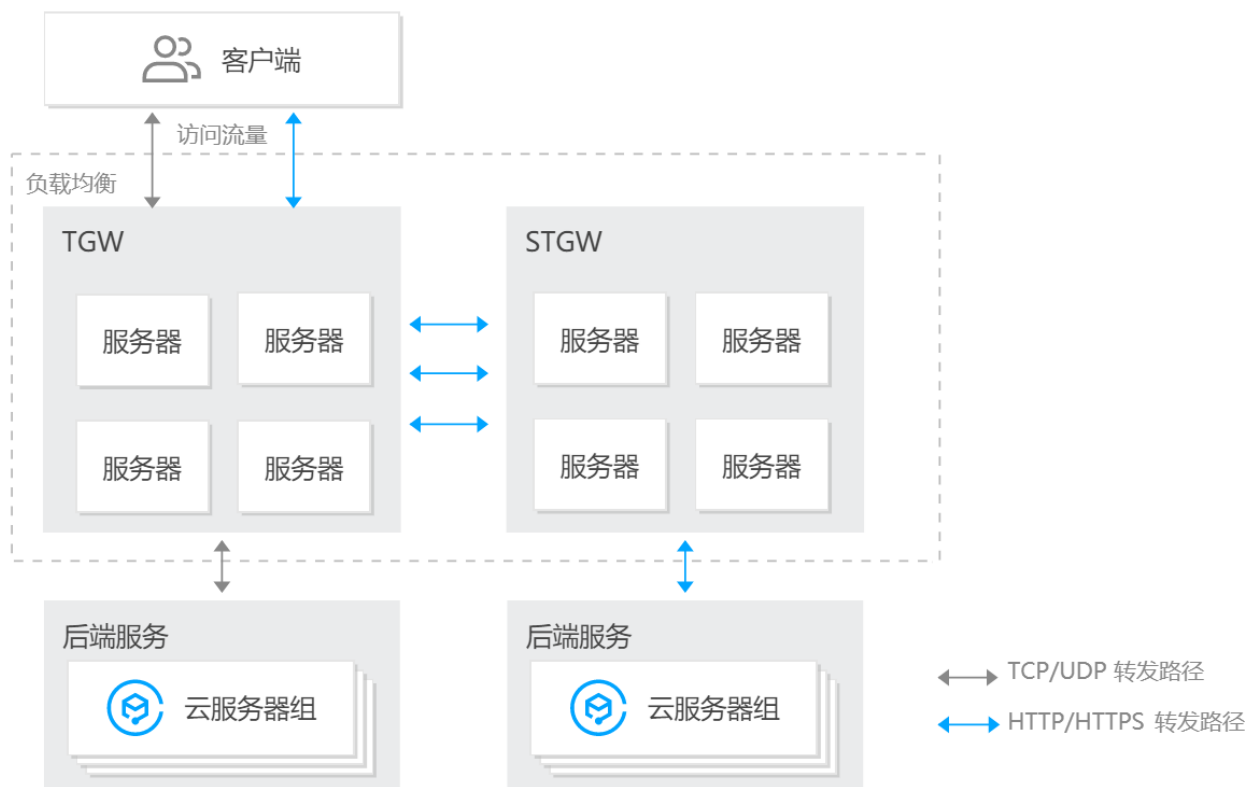 客户端
访问流量
负载均衡
TGW
服务器
服务器
服务器
服务器
STGW
服务器
服务器
服务器
服务器
后端服务
云服务器组
后端服务
云服务器组
TCP/UDP 转发路径
HTTP/HTTPS 转发路径